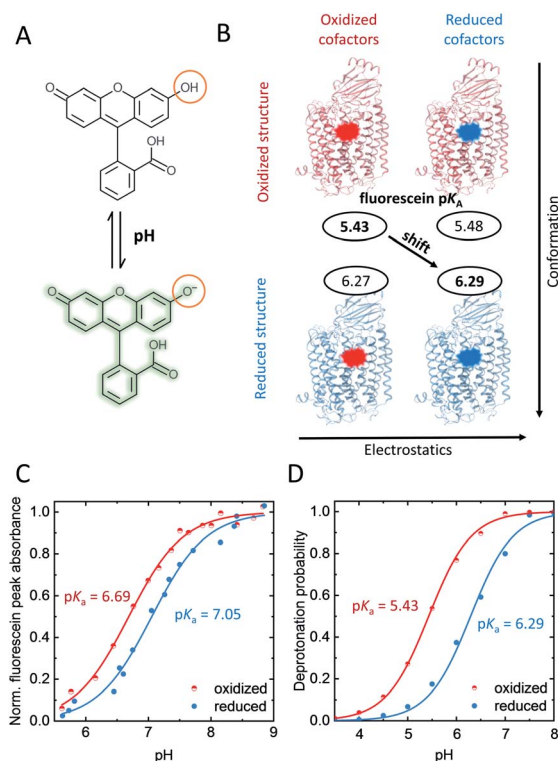 A
O
O
OH
OH
O
pH
O
O
O⁻
OH
O
B
Oxidized
cofactors
Reduced
cofactors
Oxidized structure
fluorescein pKA
5.43
5.48
shift
6.27
6.29
Reduced structure
Conformation
Electrostatics
C
Norm. fluorescein peak absorbance
1.0
0.8
0.6
0.4
0.2
0.0
pKa = 6.69
pKa = 7.05
oxidized
reduced
6
7
8
9
pH
D
Deprotonation probability
1.0
0.8
0.6
0.4
0.2
0.0
pKa = 5.43
pKa = 6.29
oxidized
reduced
4
5
6
7
8
pH